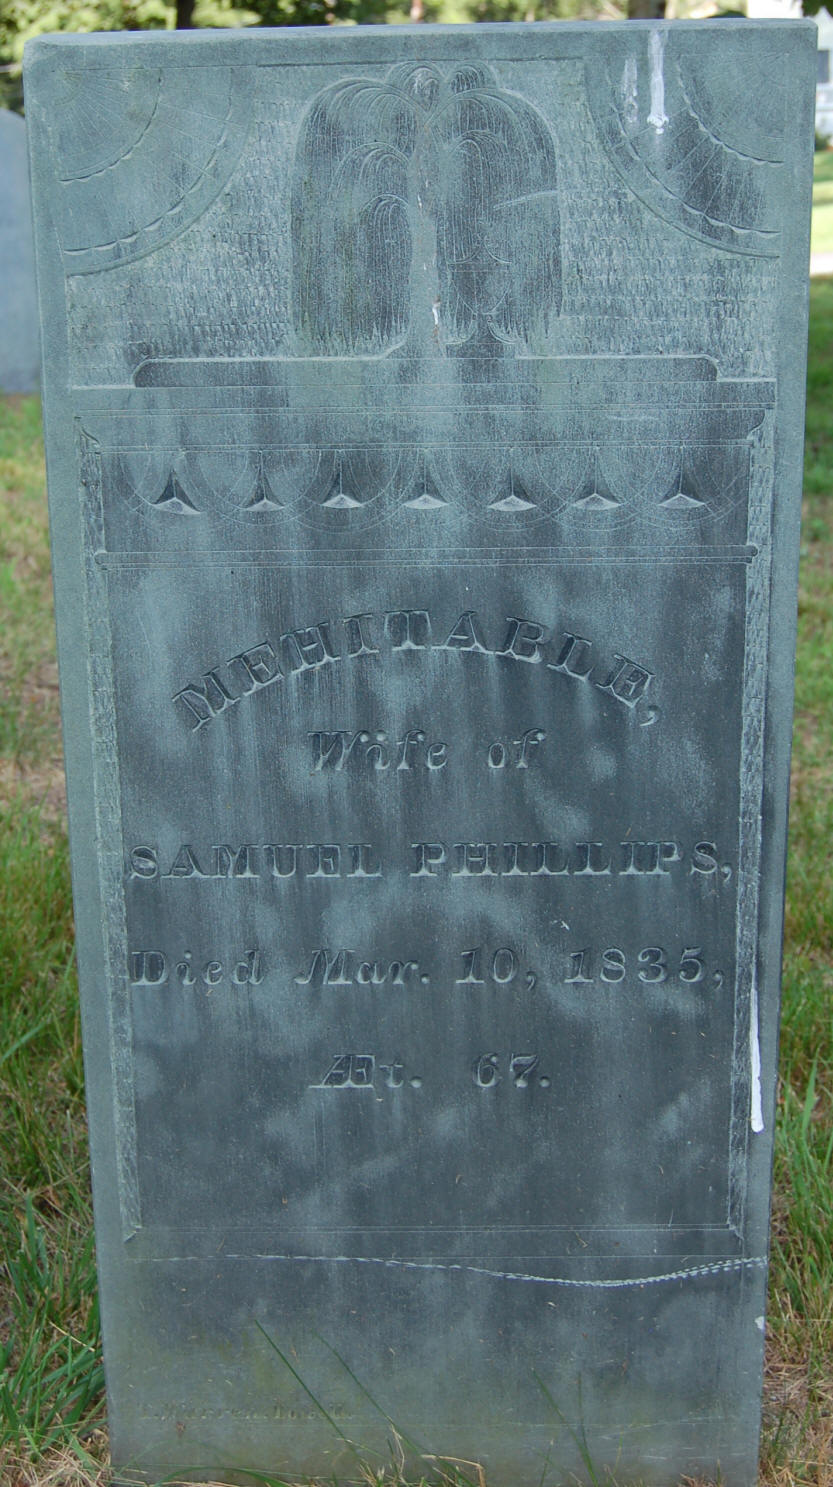 MEHITABLE,
Wife of
SAMUEL PHILLIPS,
Died Mar. 10, 1835,
Æt. 67.